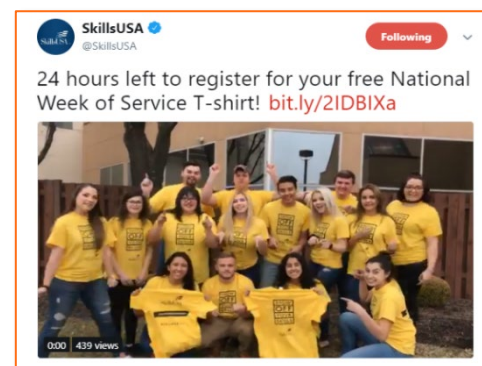 SkillsUSA
@SkillsUSA
Following
24 hours left to register for your free National
Week of Service T-shirt! bit.ly/2IDBIXa
0:00 439 views